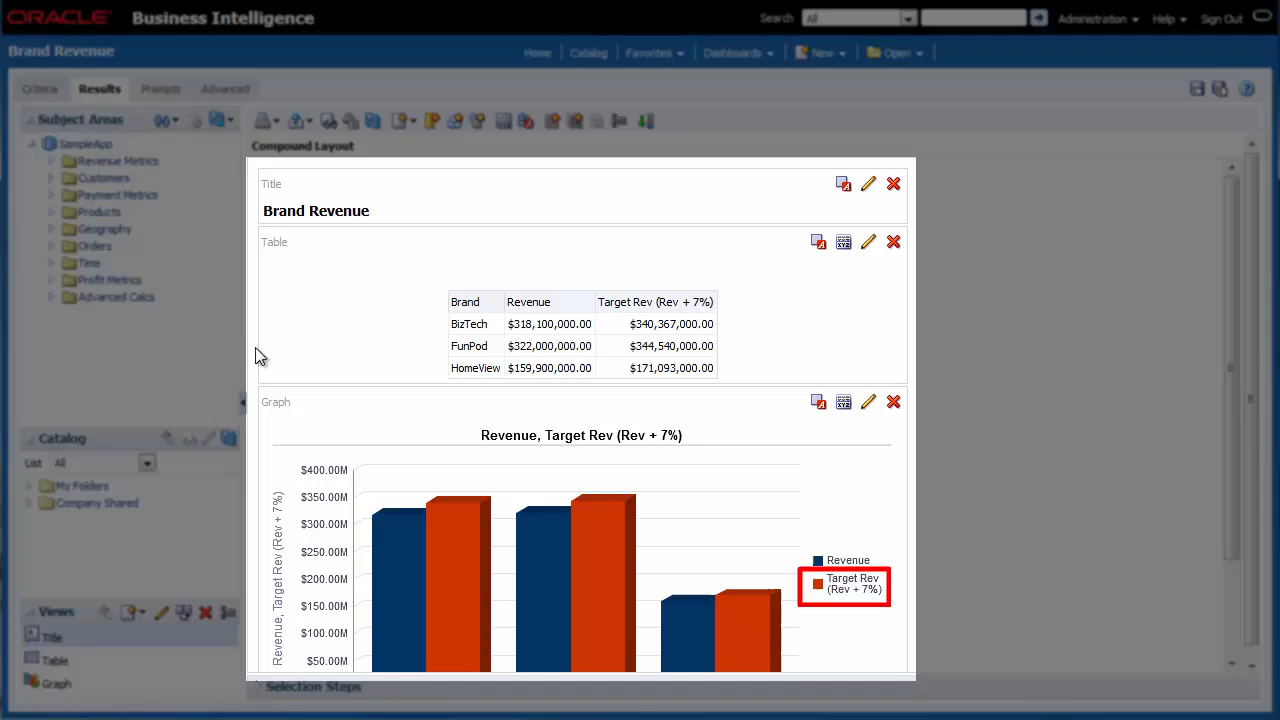 ORACLE Business Intelligence
Search All
Administration Help Sign Out
Brand Revenue
Home Catalog Favorites Dashboards New Open
Criteria Results Prompts Advanced
Subject Areas
SampleApp
Revenue Metrics
Customers
Payment Metrics
Products
Geography
Orders
Time
Profit Metrics
Advanced Calcs
Catalog
List All
My Folders
Company Shared
Views
Title
Table
Graph
Compound Layout
Title
Brand Revenue
Table
Brand Revenue Target Rev (Rev + 7%)
BizTech $318,100,000.00 $340,367,000.00
FunPod $322,000,000.00 $344,540,000.00
HomeView $159,900,000.00 $171,093,000.00
Graph
Revenue, Target Rev (Rev + 7%)
Revenue, Target Rev (Rev + 7%)
$400.00M
$350.00M
$300.00M
$250.00M
$200.00M
$150.00M
$100.00M
$50.00M
Revenue
Target Rev
(Rev + 7%)
Selection Steps